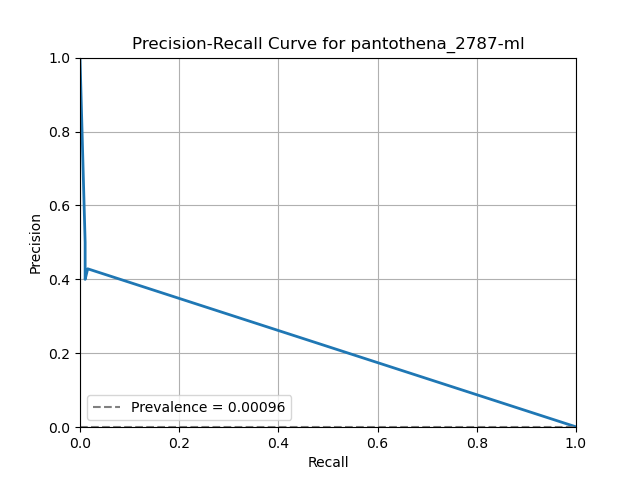 Precision-Recall Curve for pantothena_2787-ml
1.0
0.8
0.6
0.4
0.2
0.0
Precision
Prevalence = 0.00096
0.0 0.2 0.4 0.6 0.8 1.0
Recall